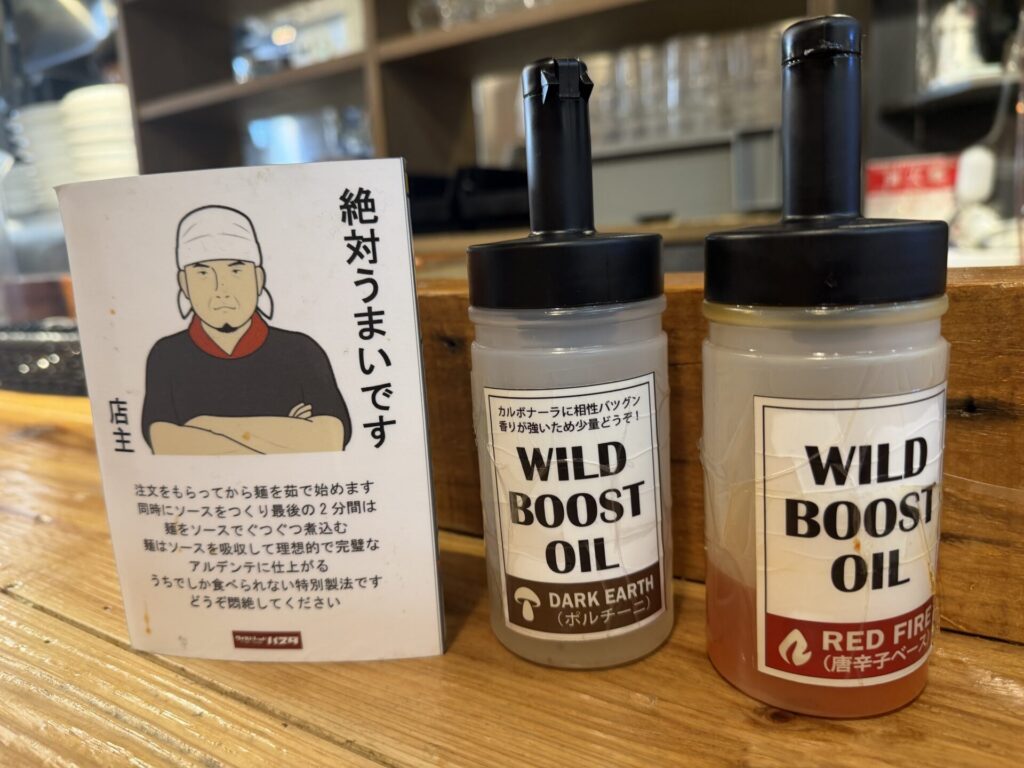 絶対うまいです
店主
注文をもらってから麺を茹で始めます
同時にソースをつくり最後の2分間は
麺をソースでぐつぐつ煮込む
麺はソースを吸収して理想的で完璧な
アルデンテに仕上がる
うちでしか食べられない特別製法です
どうぞ悶絶してください
パスタ
カルボナーラに相性バツグン
香りが強いため少量どうぞ！
WILD
BOOST
OIL
DARK EARTH
（ポルチーニ）
WILD
BOOST
OIL
RED FIRE
（唐辛子ベース）